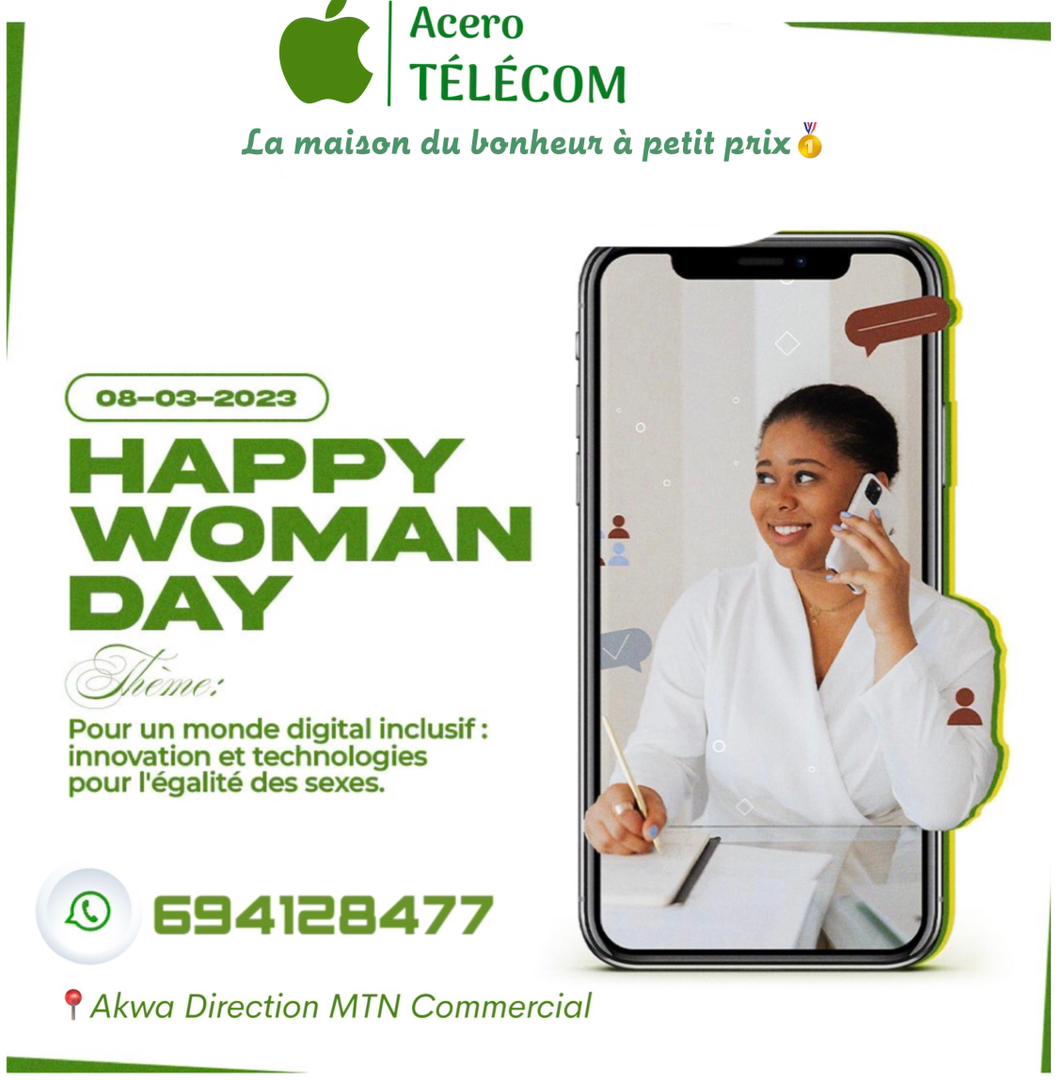 Acero
TÉLÉCOM
La maison du bonheur à petit prix
08-03-2023
HAPPY
WOMAN
DAY
Thème:
Pour un monde digital inclusif :
innovation et technologies
pour l'égalité des sexes.
694128477
Akwa Direction MTN Commercial